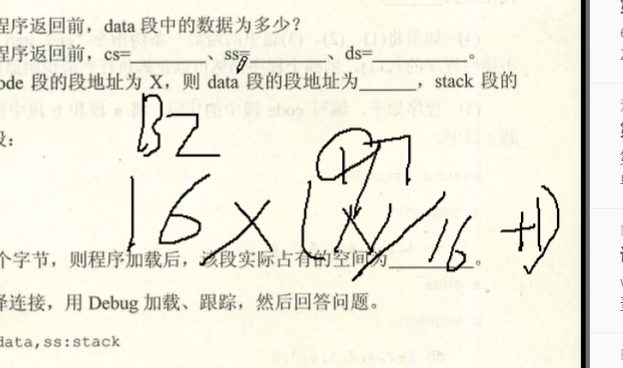 程序返回前，data 段中的数据为多少？
程序返回前，cs=______ ss=______ ds=______。
ode 段的段地址为 X，则 data 段的段地址为______，stack 段的
段：
16 × (N/16 +1)
个字节，则程序加载后，该段实际占有的空间为______。
译连接，用 Debug 加载、跟踪，然后回答问题。
data,ss:stack